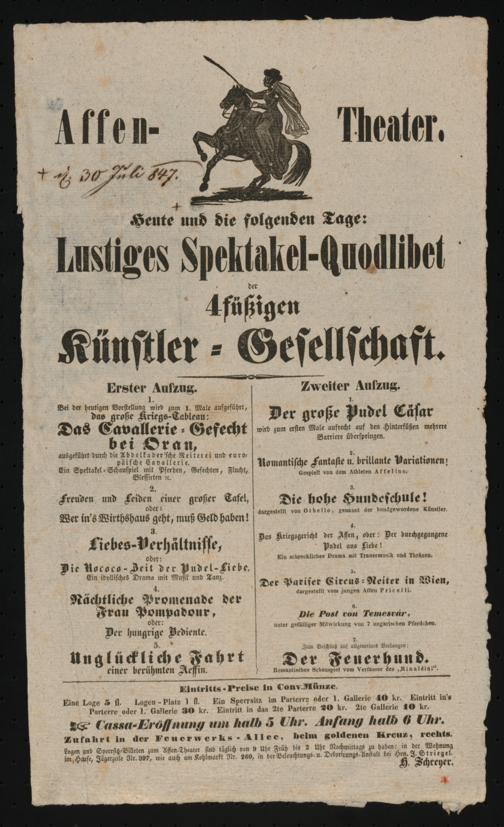 Affen-Theater.
30 Juli 847.
Heute und die folgenden Tage:
Lustiges Spektakel-Quodlibet
der
4füßigen
Künstler-Gesellschaft.
Erster Aufzug.
1.
Bei der heutigen Vorstellung wird zum 1. Male aufgeführt,
das große Kriegs-Tableau:
Das Cavallerie-Gefecht
bei Oran,
ausgeführt durch die Abdelkader'sche Reiterei und euro-
päische Cavallerie.
Ein Spektakel-Schauspiel mit Pferden, Gefechten, Flucht,
Blessirten ꝛc.
2.
Freuden und Leiden einer großer Tafel,
oder:
Wer in's Wirthshaus geht, muß Geld haben!
3.
Liebes-Verhältnisse,
oder:
Die Rococo-Zeit der Pudel-Liebe.
Ein idyllisches Drama mit Musik und Tanz.
4.
Nächtliche Promenade der
Frau Pompadour,
oder:
Der hungrige Bediente.
5.
Unglückliche Fahrt
einer berühmten Aeffin.
Zweiter Aufzug.
1.
Der große Pudel Cäsar
wird zum ersten Male aufrecht auf den Hinterfüßen mehrere
Barriere überspringen.
2.
Romantische Fantasie u. brillante Variationen;
Gespielt von dem Athleten Affelino.
3.
Die hohe Hundeschule!
dargestellt von Othello, genannt der hundgewordene Künstler.
4.
Das Kriegsgericht der Affen, oder: Der durchgegangene
Pudel aus Liebe!
Ein schreckliches Drama mit Trauermusik und Thränen.
5.
Der Pariser Circus-Reiter in Wien,
dargestellt vom jungen Affen Pricelli.
6.
Die Post von Temesvár,
unter gefälliger Mitwirkung von 7 ungarischen Pferdchen.
7.
Zum Beschluß auf allgemeines Verlangen:
Der Feuerhund.
Romantisches Schauspiel vom Verfasser des „Rinaldini".
Eintritts-Preise in Conv. Münze.
Eine Loge 5 fl. Logen-Platz 1 fl. Ein Sperrsitz im Parterre oder 1. Gallerie 40 kr. Eintritt in's
Parterre oder 1. Gallerie 30 kr. Eintritt in das 2te Parterre 20 kr. 2te Gallerie 10 kr.
☞ Cassa-Eröffnung um halb 5 Uhr. Anfang halb 6 Uhr.
Zufahrt in der Feuerwerks-Allee, beim goldenen Kreuz, rechts.
Logen und Sperrsitz-Billeten zum Affen-Theater sind täglich von 9 Uhr Früh bis 2 Uhr Nachmittags zu haben: in der Wohnung
im Hause, Jägerzeile Nr. 397, wie auch am Kohlmarkt Nr. 260, in der Beleuchtungs- u. Dekorirungs-Anstalt bei Hrn. J. Striegel.
H. Schreyer.